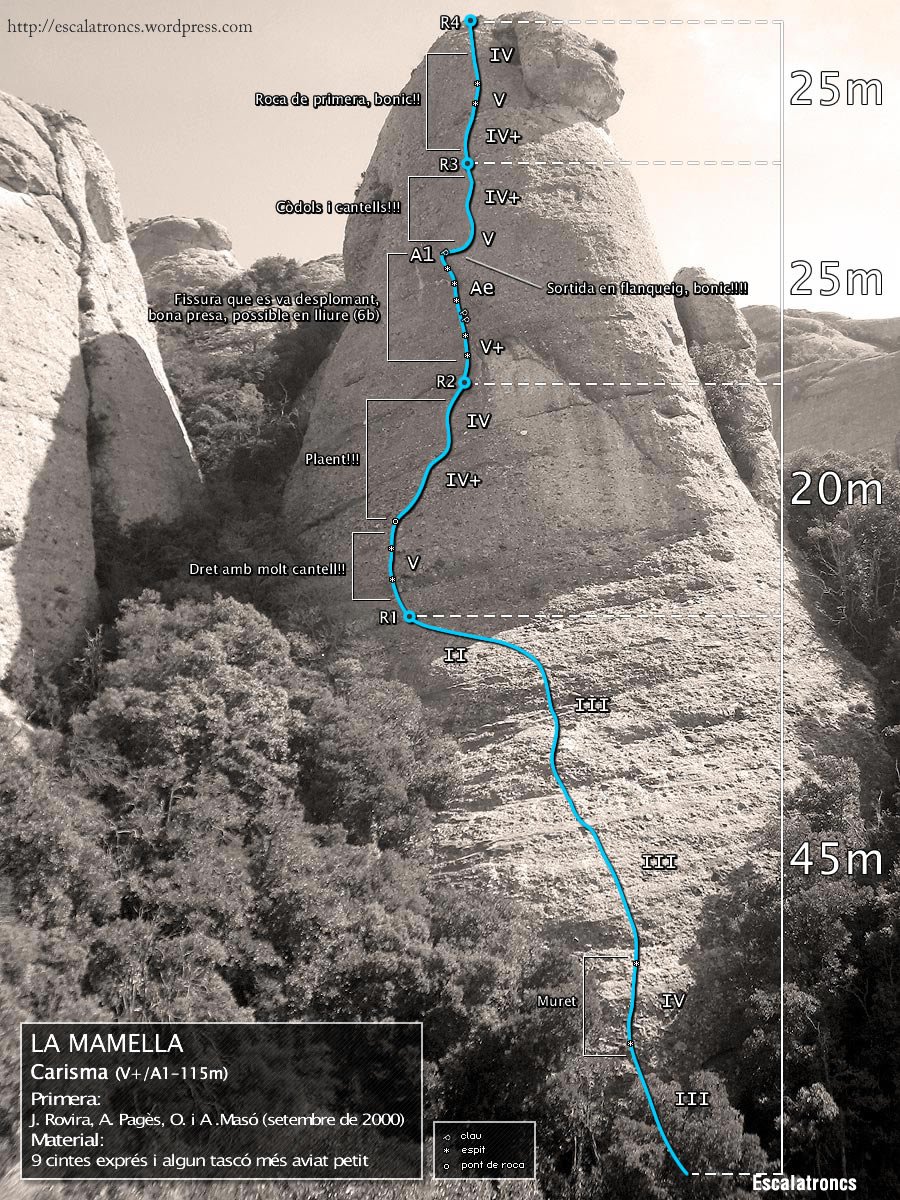 http://escalatroncs.wordpress.com
R4
IV
25m
Roca de primera, bonic!!
V
IV+
R3
IV+
Còdols i cantells!!!
V
A1
25m
Ae
Sortida en flanqueig, bonic!!!!
Fissura que es va desplomant,
bona presa, possible en lliure (6b)
V+
R2
IV
Plaent!!!
IV+
20m
V
Dret amb molt cantell!!
R1
II
III
III
45m
Muret
IV
III
LA MAMELLA
Carisma (V+/A1-115m)
Primera:
J. Rovira, A. Pagès, O. i A .Masó (setembre de 2000)
Material:
9 cintes exprés i algun tascó més aviat petit
clau
* espit
pont de roca
Escalatroncs